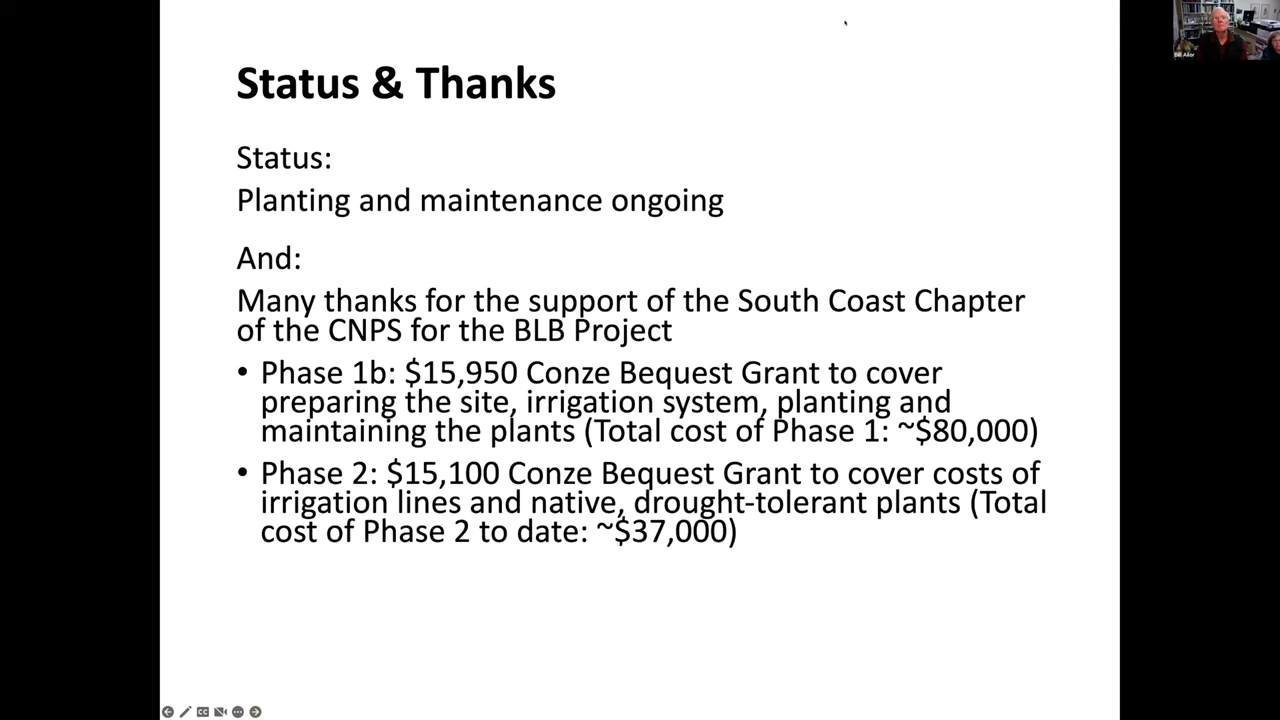 Status & Thanks
Status:
Planting and maintenance ongoing
And:
Many thanks for the support of the South Coast Chapter
of the CNPS for the BLB Project
• Phase 1b: $15,950 Conze Bequest Grant to cover
preparing the site, irrigation system, planting and
maintaining the plants (Total cost of Phase 1: ~$80,000)
• Phase 2: $15,100 Conze Bequest Grant to cover costs of
irrigation lines and native, drought-tolerant plants (Total
cost of Phase 2 to date: ~$37,000)